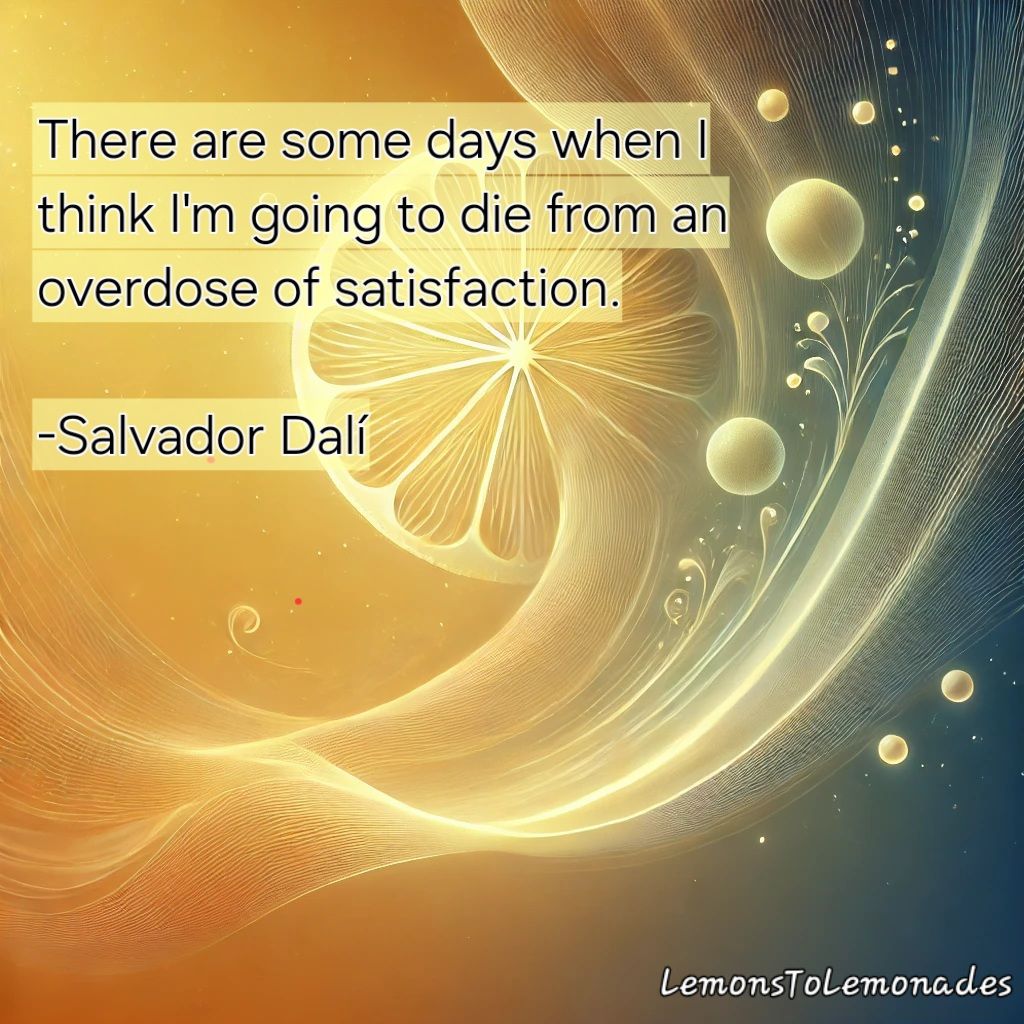 There are some days when I
think I'm going to die from an
overdose of satisfaction.
-Salvador Dalí
LemonsToLemonades